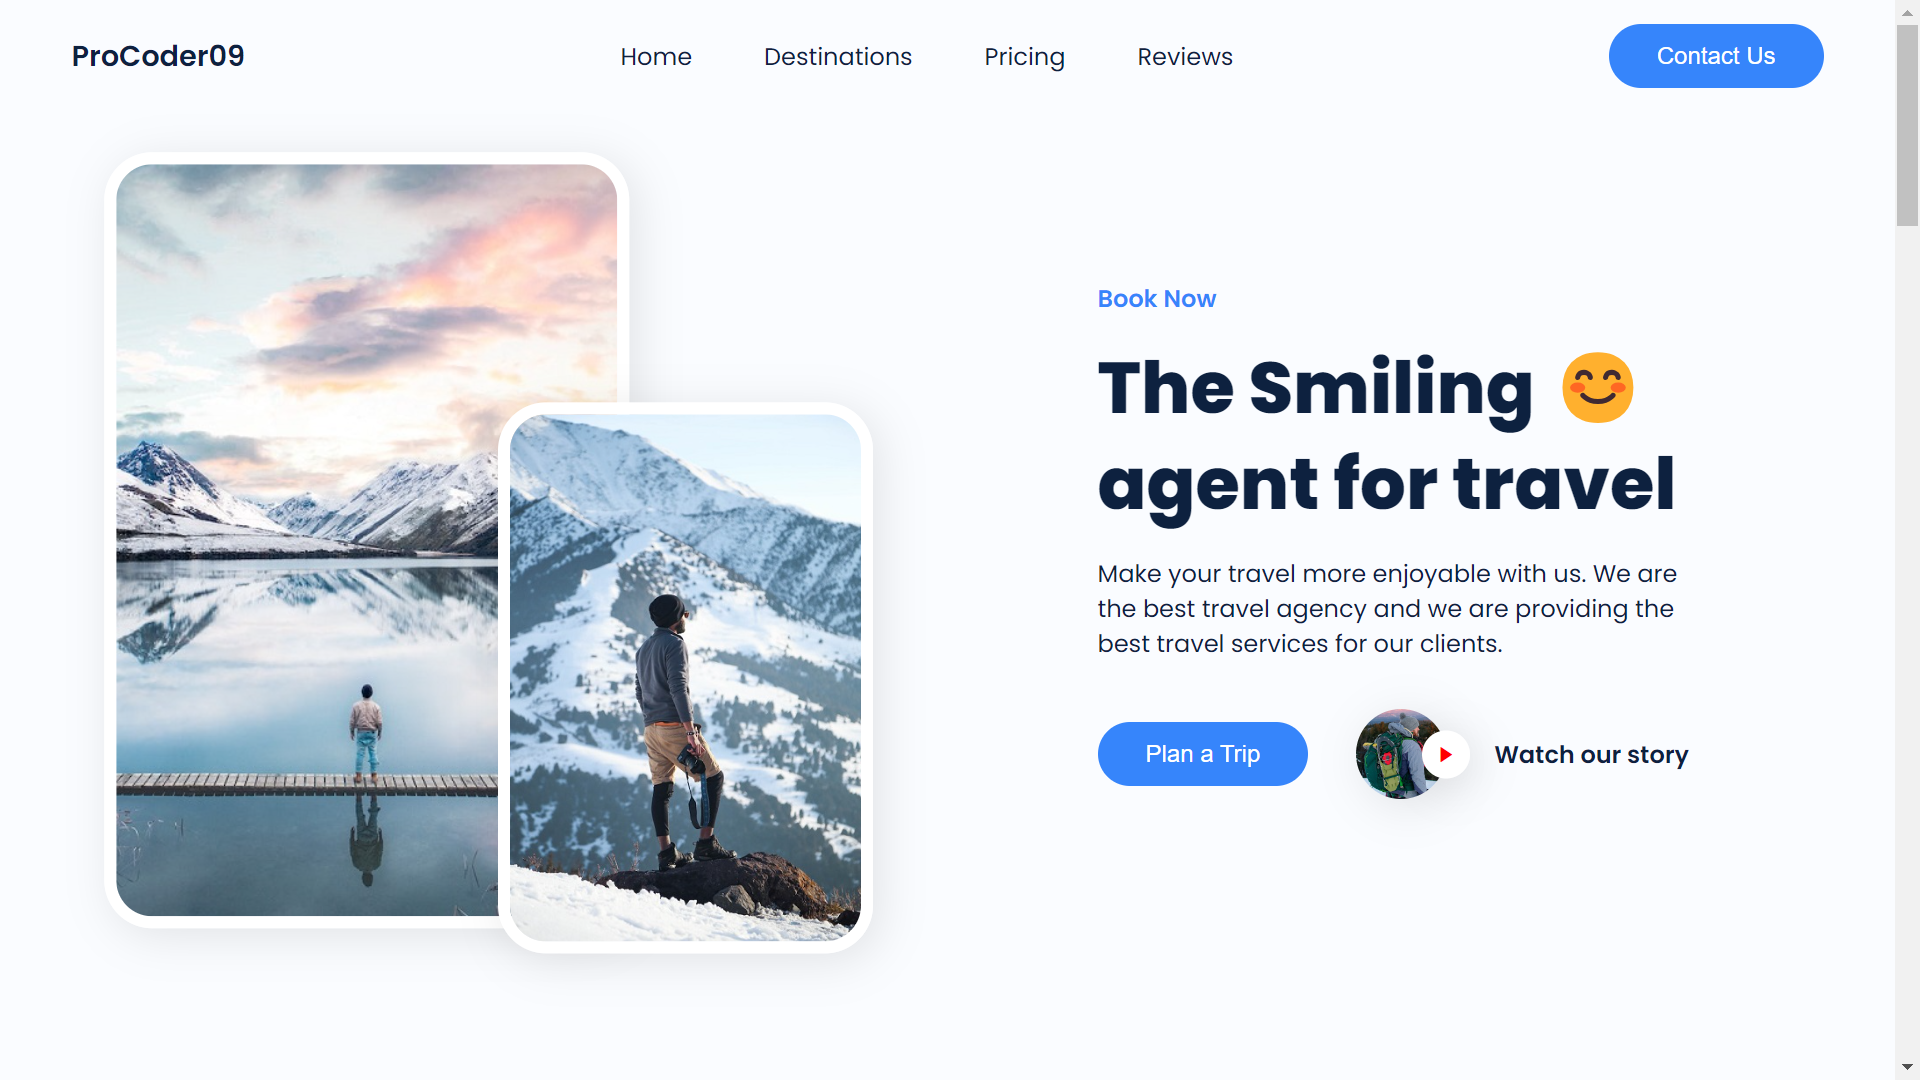 ProCoder09
Home
Destinations
Pricing
Reviews
Contact Us
Book Now
The Smiling 😊
agent for travel
Make your travel more enjoyable with us. We are
the best travel agency and we are providing the
best travel services for our clients.
Plan a Trip
Watch our story